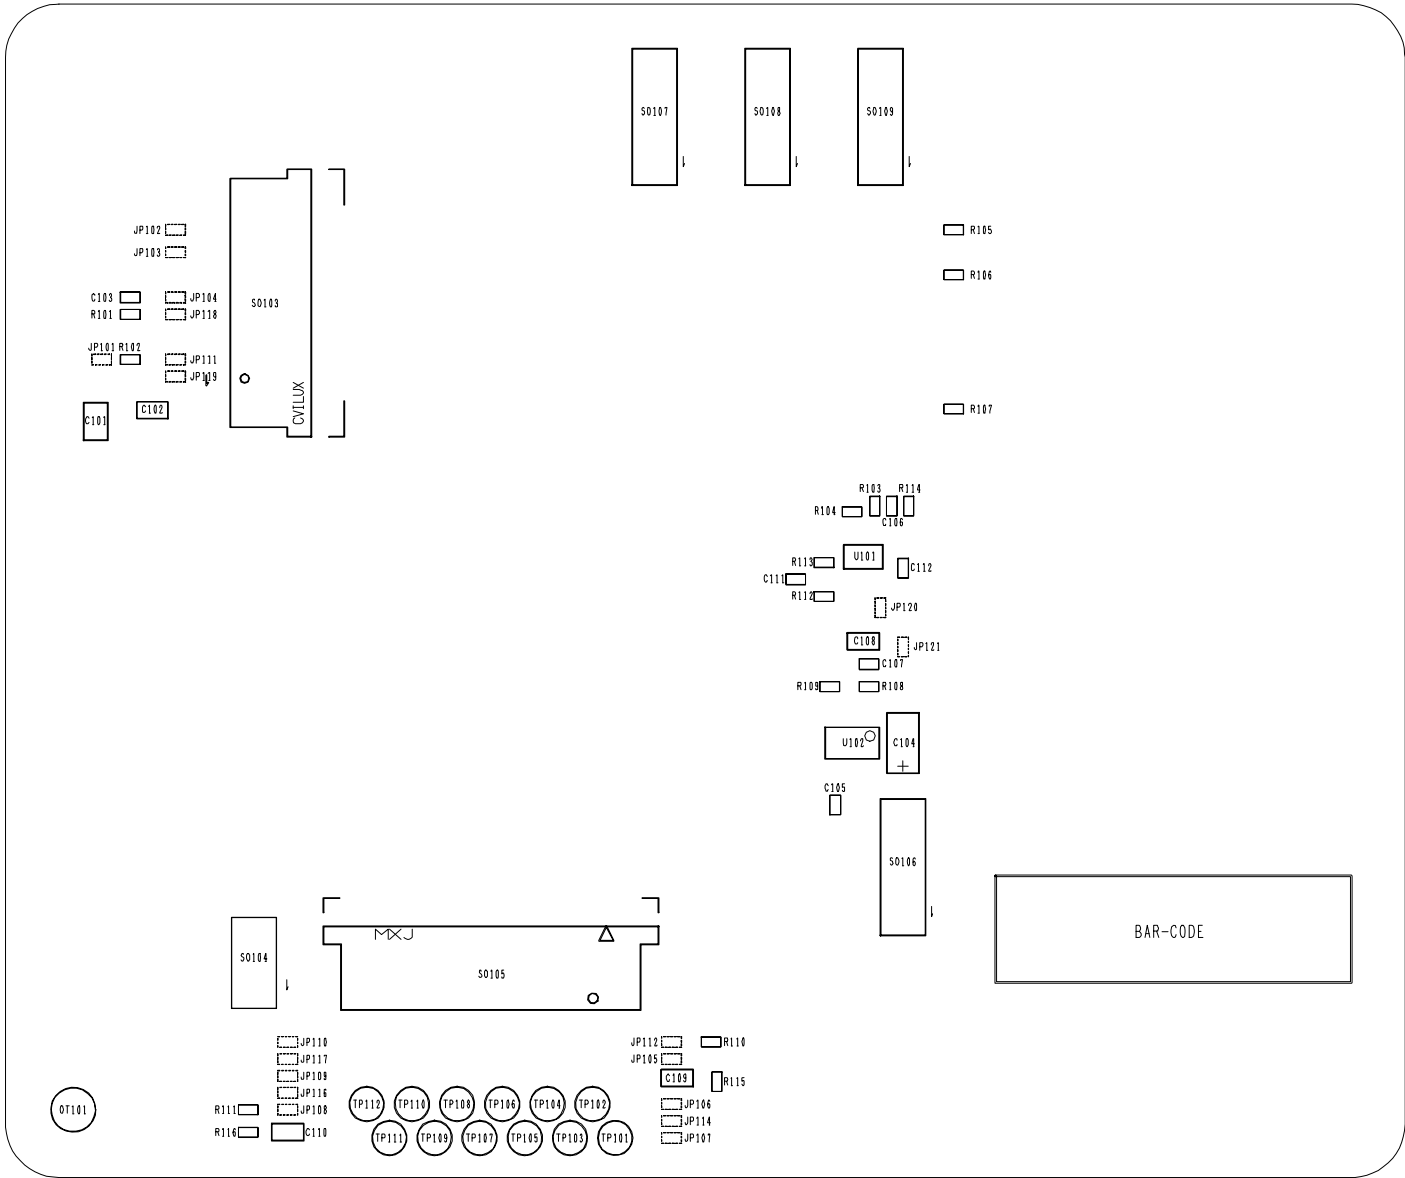 SO107 SO108 SO109
JP102 R105
JP103
R106
C103 JP104
SO103
R101 JP118
JP101 R102
JP111
JP119
CVILUX
C102 R107
C101
R103 R114
R104
C106
R113 U101
C112
C111
R112
JP120
C108 JP121
C107
R109 R108
U102 C104
+
C105
SO106
BAR-CODE
MXJ
SO104
SO105
JP110 JP112 R110
JP117 JP105
JP109 C109 R115
JP116
TP112 TP110 TP108 TP106 TP104 TP102 JP106
OT101 R111 JP108
JP114
R116 C110
TP111 TP109 TP107 TP105 TP103 TP101 JP107